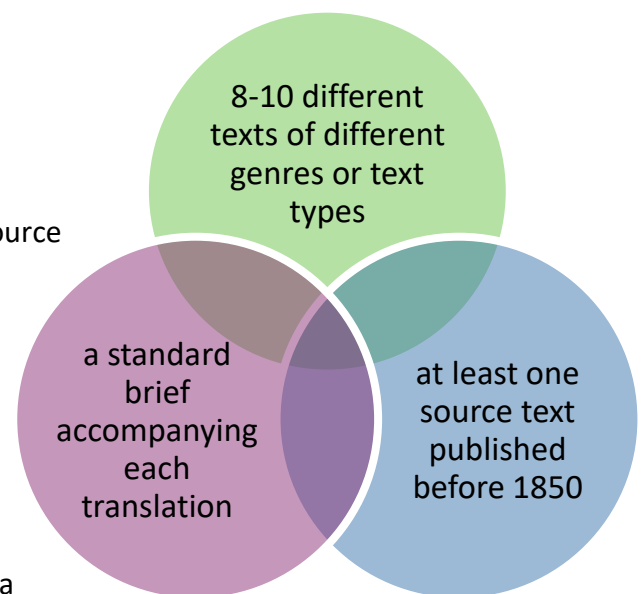 8-10 different
texts of different
genres or text
types
ource
a standard
brief
accompanying
each
translation
at least one
source text
published
before 1850
a